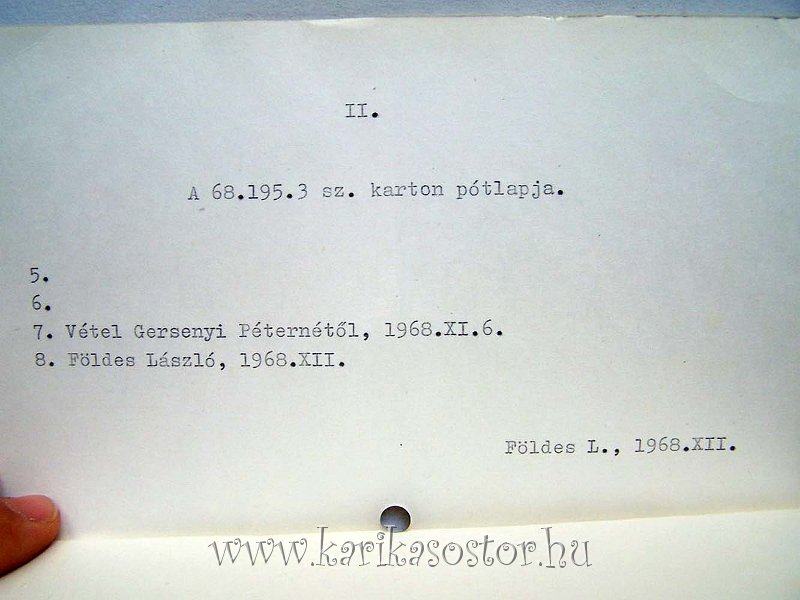 II.
A 68.195.3 sz. karton pótlapja.
5.
6.
7. Vétel Gersenyi Péternétől, 1968.XI.6.
8. Földes László, 1968.XII.
Földes L., 1968.XII.
www.karikasostor.hu